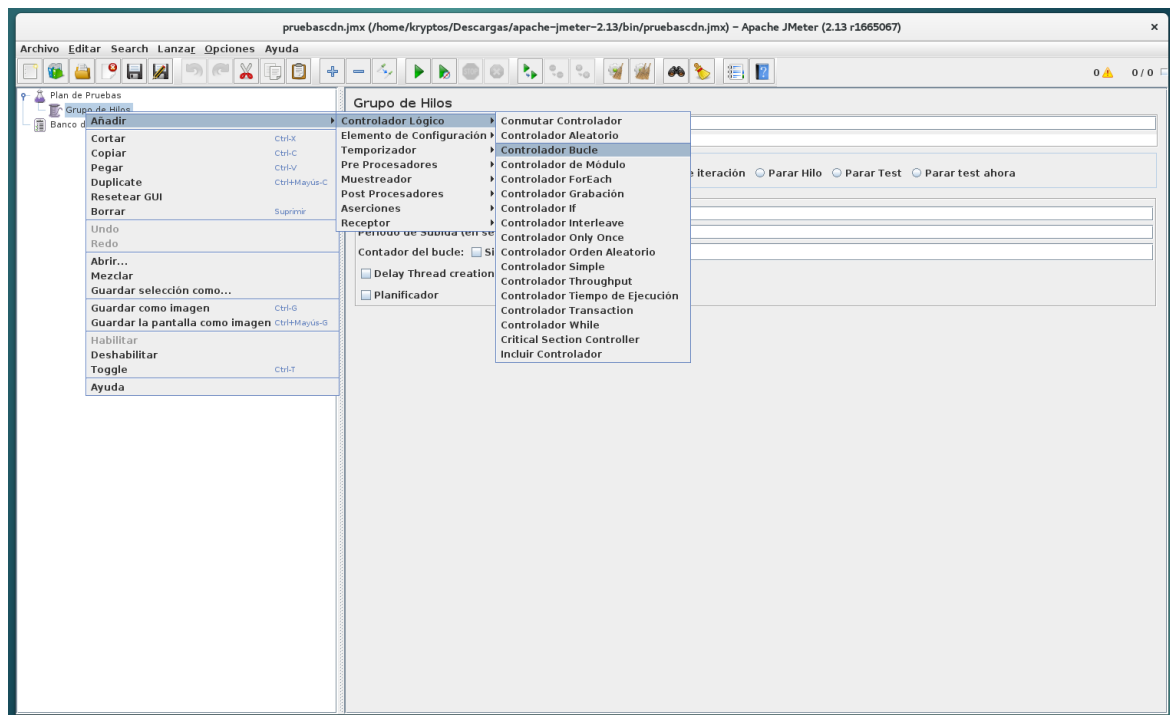 pruebascdn.jmx (/home/kryptos/Descargas/apache-jmeter-2.13/bin/pruebascdn.jmx) – Apache JMeter (2.13 r1665067)
x
Archivo Editar Search Lanzar Opciones Ayuda
0 0 / 0
Plan de Pruebas
Grupo de Hilos
Banco d
Añadir
Cortar Ctrl-X
Copiar Ctrl-C
Pegar Ctrl-V
Duplicate Ctrl+Mayús-C
Resetear GUI
Borrar Suprimir
Undo
Redo
Abrir...
Mezclar
Guardar selección como...
Guardar como imagen Ctrl-G
Guardar la pantalla como imagen Ctrl+Mayús-G
Habilitar
Deshabilitar
Toggle Ctrl-T
Ayuda
Controlador Lógico
Elemento de Configuración
Temporizador
Pre Procesadores
Muestreador
Post Procesadores
Aserciones
Receptor
Conmutar Controlador
Controlador Aleatorio
Controlador Bucle
Controlador de Módulo
Controlador ForEach
Controlador Grabación
Controlador If
Controlador Interleave
Controlador Only Once
Controlador Orden Aleatorio
Controlador Simple
Controlador Throughput
Controlador Tiempo de Ejecución
Controlador Transaction
Controlador While
Critical Section Controller
Incluir Controlador
Grupo de Hilos
iteración Parar Hilo Parar Test Parar test ahora
Periodo de Subida (en se
Contador del bucle: Si
Delay Thread creation
Planificador